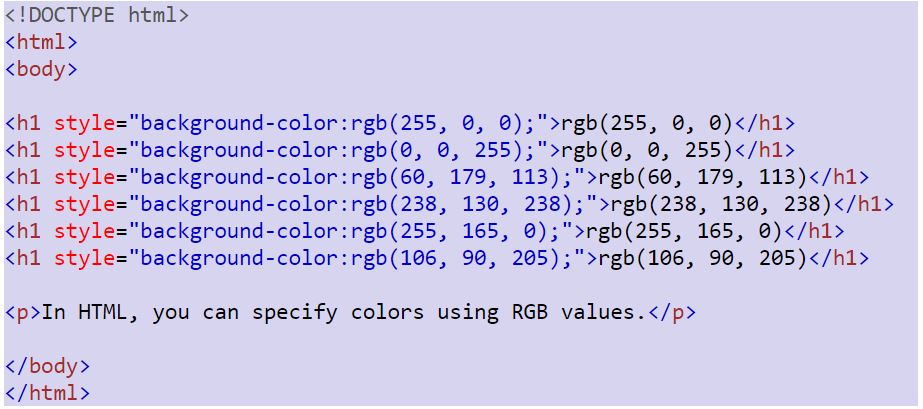 <!DOCTYPE html>
<html>
<body>
<h1 style="background-color:rgb(255, 0, 0);">rgb(255, 0, 0)</h1>
<h1 style="background-color:rgb(0, 0, 255);">rgb(0, 0, 255)</h1>
<h1 style="background-color:rgb(60, 179, 113);">rgb(60, 179, 113)</h1>
<h1 style="background-color:rgb(238, 130, 238);">rgb(238, 130, 238)</h1>
<h1 style="background-color:rgb(255, 165, 0);">rgb(255, 165, 0)</h1>
<h1 style="background-color:rgb(106, 90, 205);">rgb(106, 90, 205)</h1>
<p>In HTML, you can specify colors using RGB values.</p>
</body>
</html>